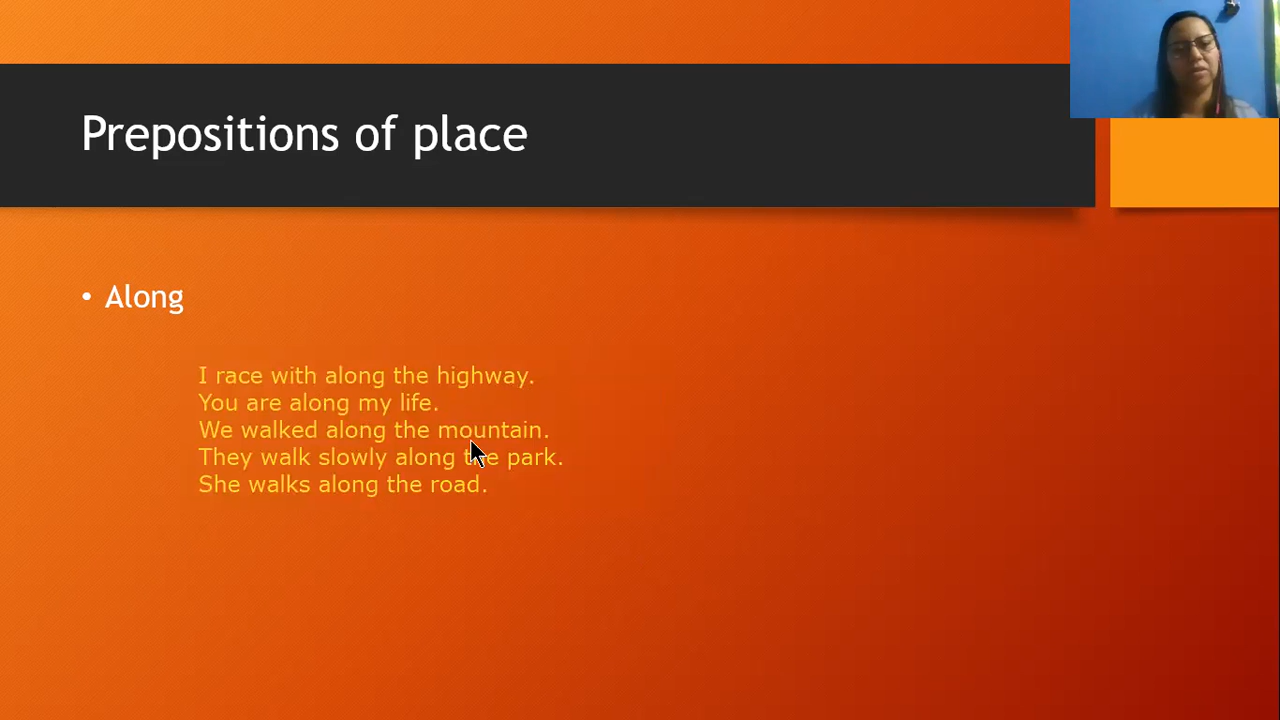 Prepositions of place
• Along
I race with along the highway.
You are along my life.
We walked along the mountain.
They walk slowly along the park.
She walks along the road.